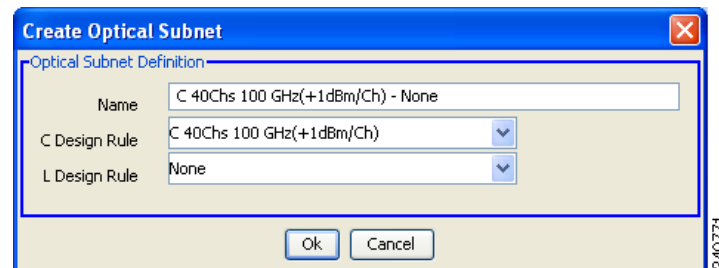 Create Optical Subnet
Optical Subnet Definition
Name C 40Chs 100 GHz(+1dBm/Ch) - None
C Design Rule C 40Chs 100 GHz(+1dBm/Ch)
L Design Rule None
Ok Cancel